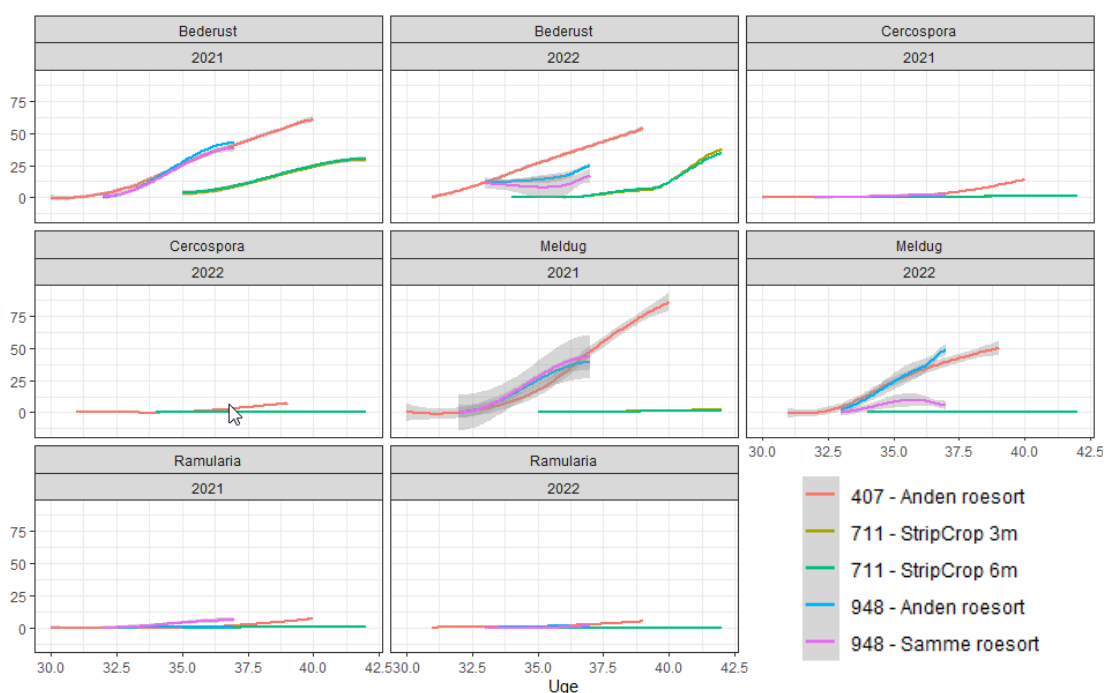 Bederust
Bederust
Cercospora
2021
2022
2021
75
50
25
0
Cercospora
Meldug
Meldug
2022
2021
2022
75
50
25
0
30.0 32.5 35.0 37.5 40.0 42.5
Ramularia
Ramularia
2021
2022
75
50
25
0
407 - Anden roesort
711 - StripCrop 3m
711 - StripCrop 6m
948 - Anden roesort
948 - Samme roesort
30.0 32.5 35.0 37.5 40.0 42.5 30.0 32.5 35.0 37.5 40.0 42.5
Uge